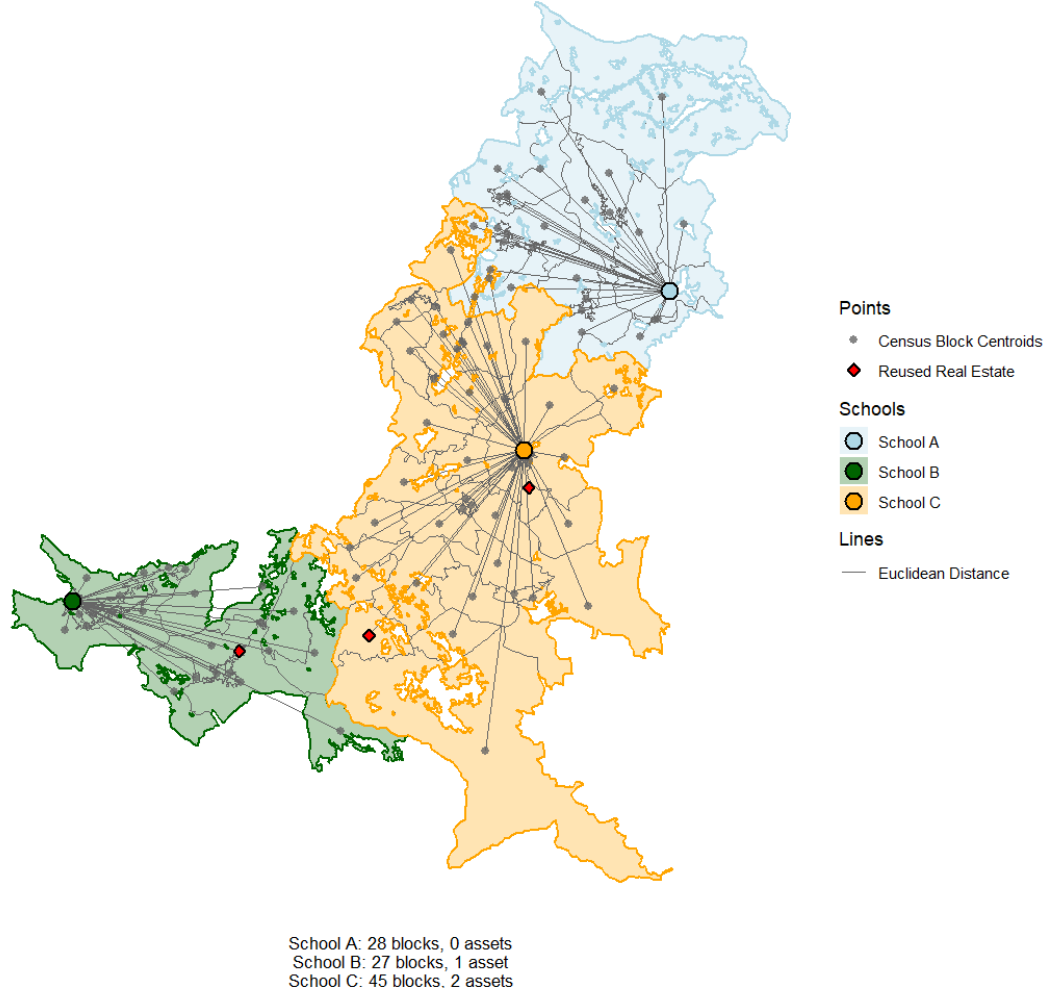 Points
Census Block Centroids
Reused Real Estate
Schools
School A
School B
School C
Lines
Euclidean Distance
School A: 28 blocks, 0 assets
School B: 27 blocks, 1 asset
School C: 45 blocks, 2 assets